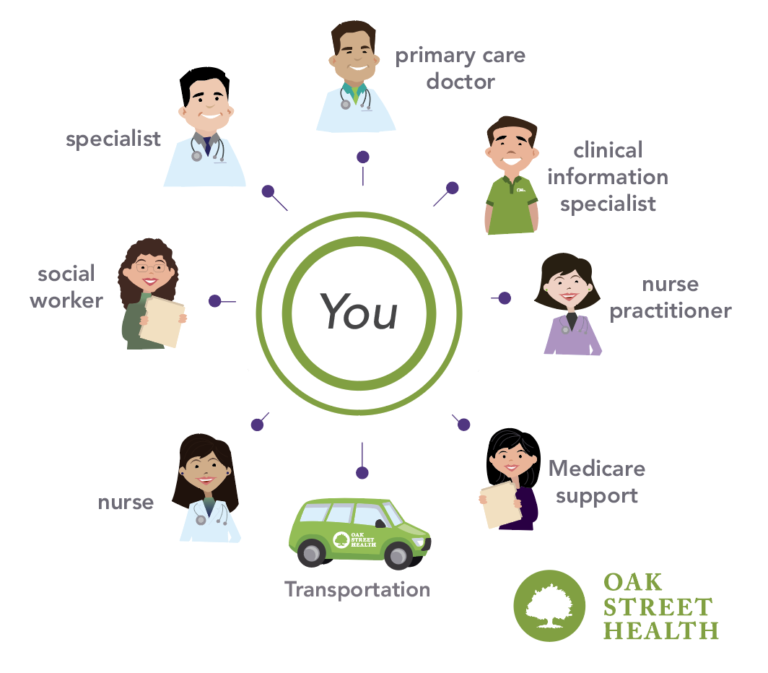 primary care
doctor
specialist
clinical
information
specialist
social
worker
You
nurse
practitioner
nurse
Medicare
support
OAK
STREET
HEALTH
Transportation
OAK
STREET
HEALTH